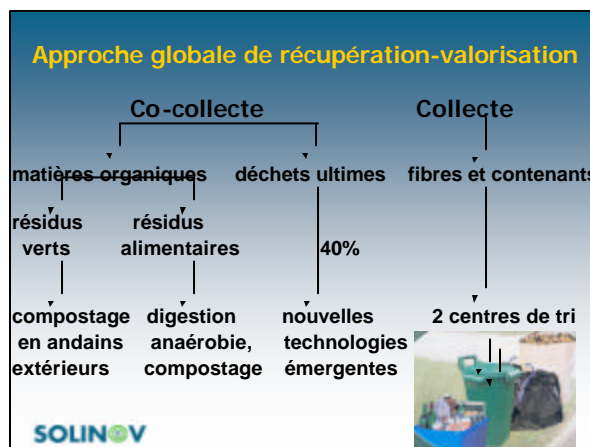 Approche globale de récupération-valorisation
Co-collecte
Collecte
matières organiques
déchets ultimes
fibres et contenants
résidus
verts
résidus
alimentaires
40%
compostage
en andains
extérieurs
digestion
anaérobie,
compostage
nouvelles
technologies
émergentes
2 centres de tri
SOLINOV